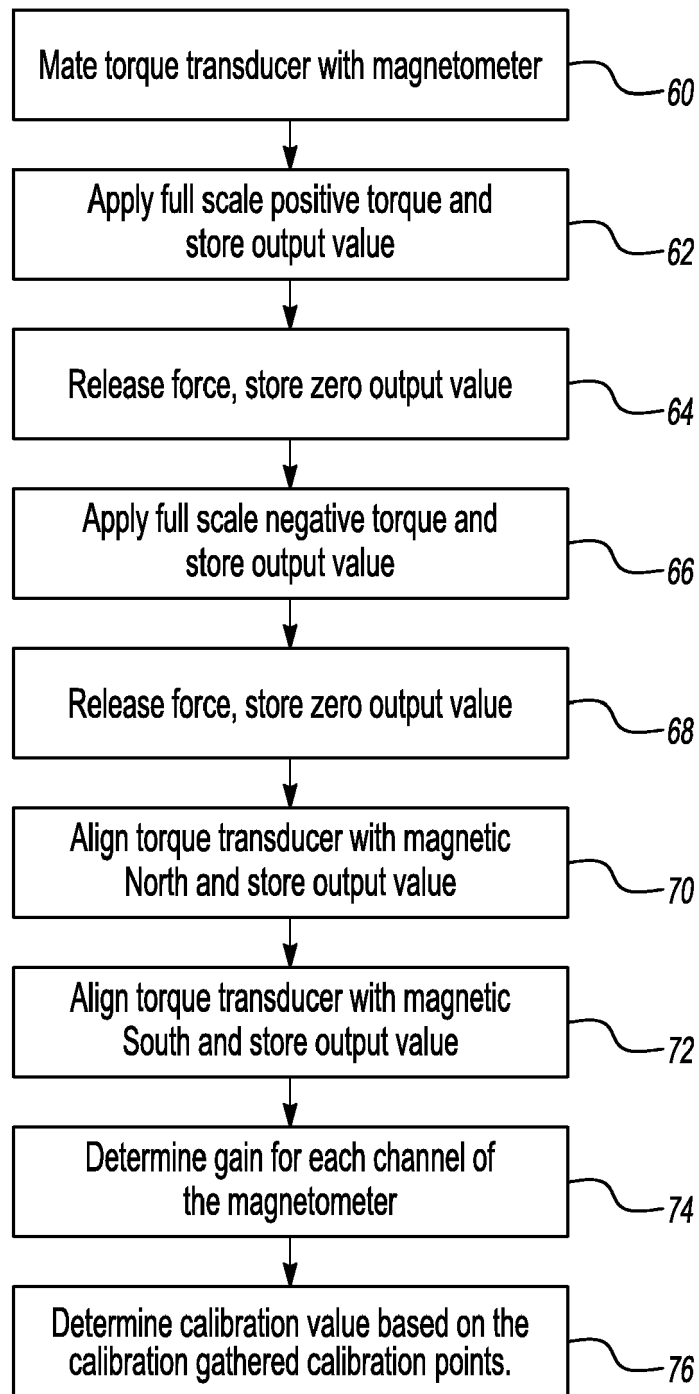 Mate torque transducer with magnetometer
60
Apply full scale positive torque and
store output value
62
Release force, store zero output value
64
Apply full scale negative torque and
store output value
66
Release force, store zero output value
68
Align torque transducer with magnetic
North and store output value
70
Align torque transducer with magnetic
South and store output value
72
Determine gain for each channel of
the magnetometer
74
Determine calibration value based on the
calibration gathered calibration points.
76